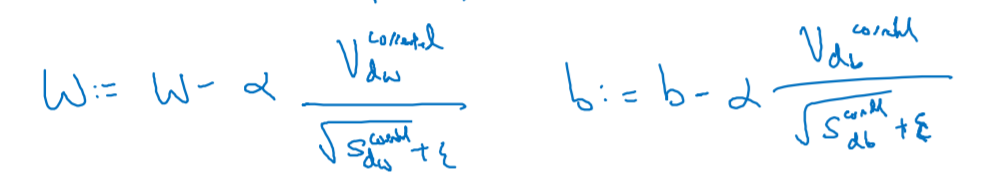 W := W - α V_dw^corrected / (√S_dw^corrected + ε) b := b - α V_db^corrected / (√S_db^corrected + ε)